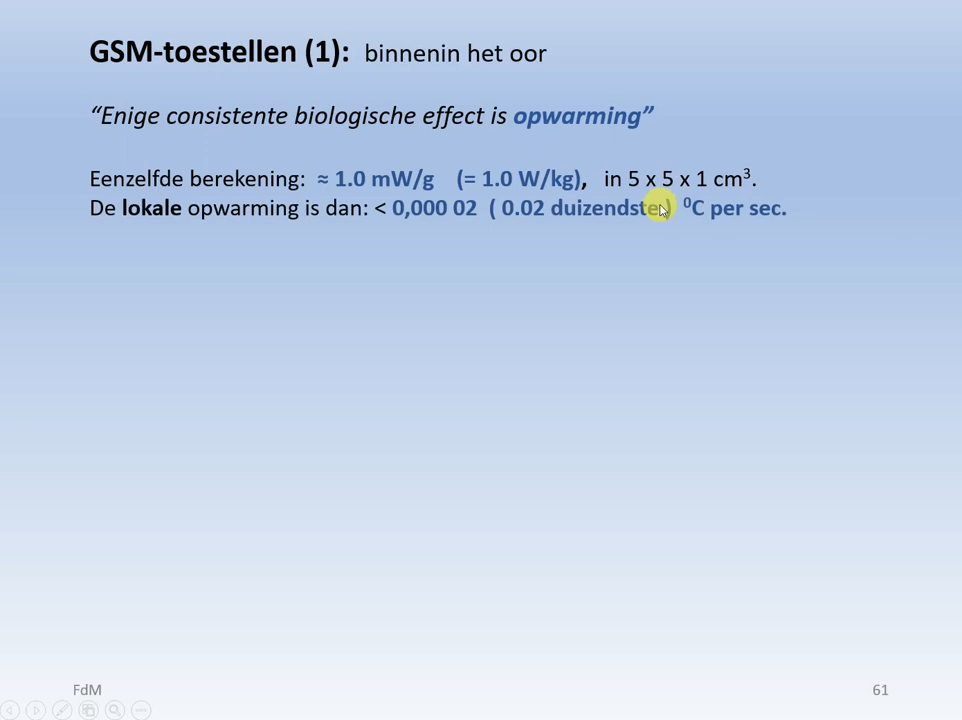 GSM-toestellen (1): binnenin het oor
“Enige consistente biologische effect is opwarming”
Eenzelfde berekening: ≈ 1.0 mW/g (= 1.0 W/kg), in 5 x 5 x 1 cm³.
De lokale opwarming is dan: < 0,000 02 ( 0.02 duizendste) ⁰C per sec.
FdM
61